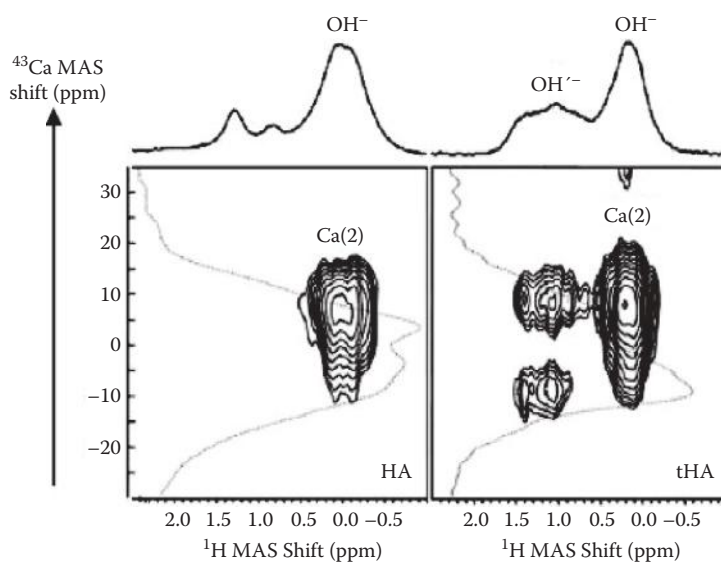 OH⁻
OH⁻
OH′⁻
⁴³Ca MAS
shift (ppm)
30
20
10
0
−10
−20
Ca(2)
Ca(2)
HA
tHA
2.0 1.5 1.0 0.5 0.0 −0.5
2.0 1.5 1.0 0.5 0.0 −0.5
¹H MAS Shift (ppm)
¹H MAS Shift (ppm)